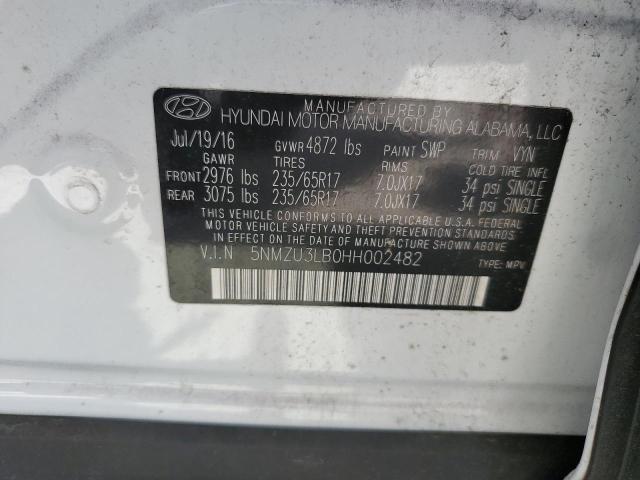 MANUFACTURED BY
HYUNDAI MOTOR MANUFACTURING ALABAMA, LLC
Jul/19/16 GVWR 4872 lbs PAINT SWP TRIM VYN
GAWR TIRES RIMS COLD TIRE INFL
FRONT 2976 lbs 235/65R17 7.0JX17 34 psi SINGLE
REAR 3075 lbs 235/65R17 7.0JX17 34 psi SINGLE
THIS VEHICLE CONFORMS TO ALL APPLICABLE U.S.A. FEDERAL
MOTOR VEHICLE SAFETY AND THEFT PREVENTION STANDARDS
IN EFFECT ON THE DATE OF MANUFACTURE SHOWN ABOVE.
V.I.N 5NMZU3LB0HH002482
TYPE: MPV